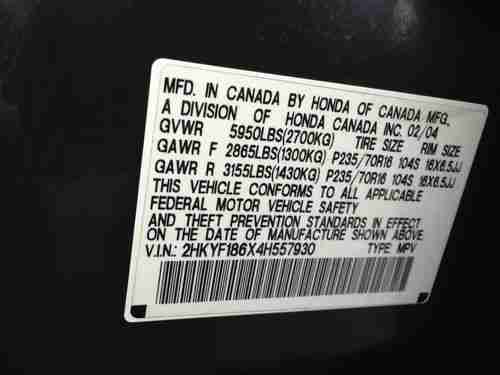 MFD. IN CANADA BY HONDA OF CANADA MFG.,
A DIVISION OF HONDA CANADA INC. 02/04
GVWR 5950LBS(2700KG) TIRE SIZE RIM SIZE
GAWR F 2865LBS(1300KG) P235/70R16 104S 16X6.5JJ
GAWR R 3155LBS(1430KG) P235/70R16 104S 16X6.5JJ
THIS VEHICLE CONFORMS TO ALL APPLICABLE
FEDERAL MOTOR VEHICLE SAFETY
AND THEFT PREVENTION STANDARDS IN EFFECT
ON THE DATE OF MANUFACTURE SHOWN ABOVE.
V.I.N.: 2HKYF186X4H557930 TYPE: MPV